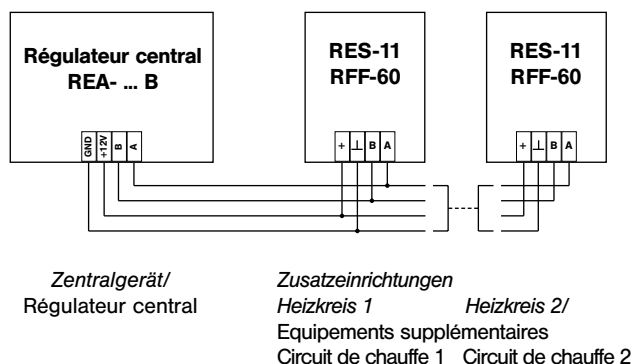 Régulateur central
REA- ... B
GND
+12V
B
A
RES-11
RFF-60
+
⊥
B
A
RES-11
RFF-60
+
⊥
B
A
Zentralgerät/
Régulateur central
Zusatzeinrichtungen
Heizkreis 1 Heizkreis 2/
Equipements supplémentaires
Circuit de chauffe 1 Circuit de chauffe 2